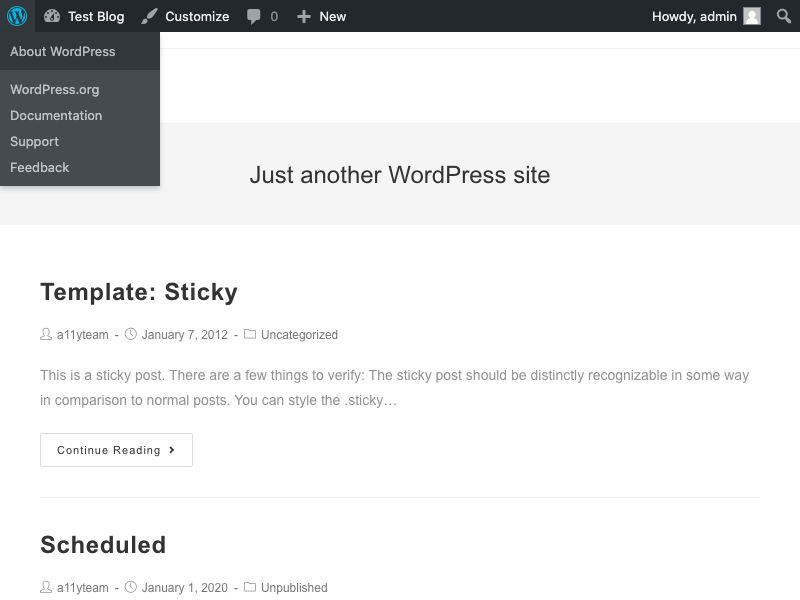 Test Blog Customize 0 New Howdy, admin
About WordPress
WordPress.org
Documentation
Support
Feedback
Just another WordPress site
Template: Sticky
a11yteam - January 7, 2012 - Uncategorized
This is a sticky post. There are a few things to verify: The sticky post should be distinctly recognizable in some way
in comparison to normal posts. You can style the .sticky…
Continue Reading
Scheduled
a11yteam - January 1, 2020 - Unpublished